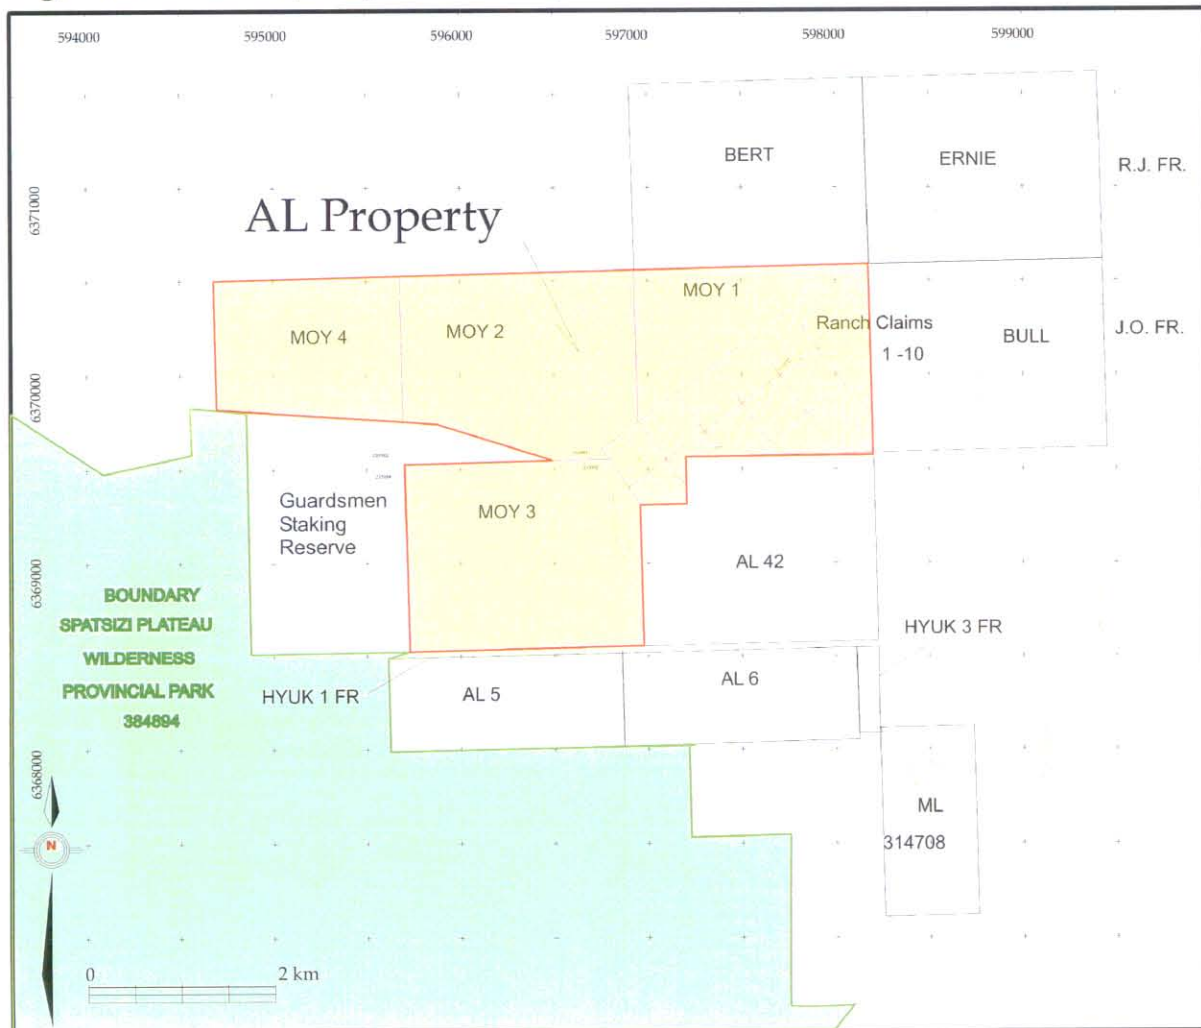 594000
595000
596000
597000
598000
599000
BERT
ERNIE
R.J. FR.
6371000
AL Property
MOY 1
MOY 4
MOY 2
Ranch Claims
1 -10
BULL
J.O. FR.
6370000
Guardsmen
Staking
Reserve
MOY 3
AL 42
6369000
BOUNDARY
SPATSIZI PLATEAU
WILDERNESS
PROVINCIAL PARK
384894
HYUK 3 FR
HYUK 1 FR
AL 5
AL 6
6368000
ML
314708
N
0
2 km